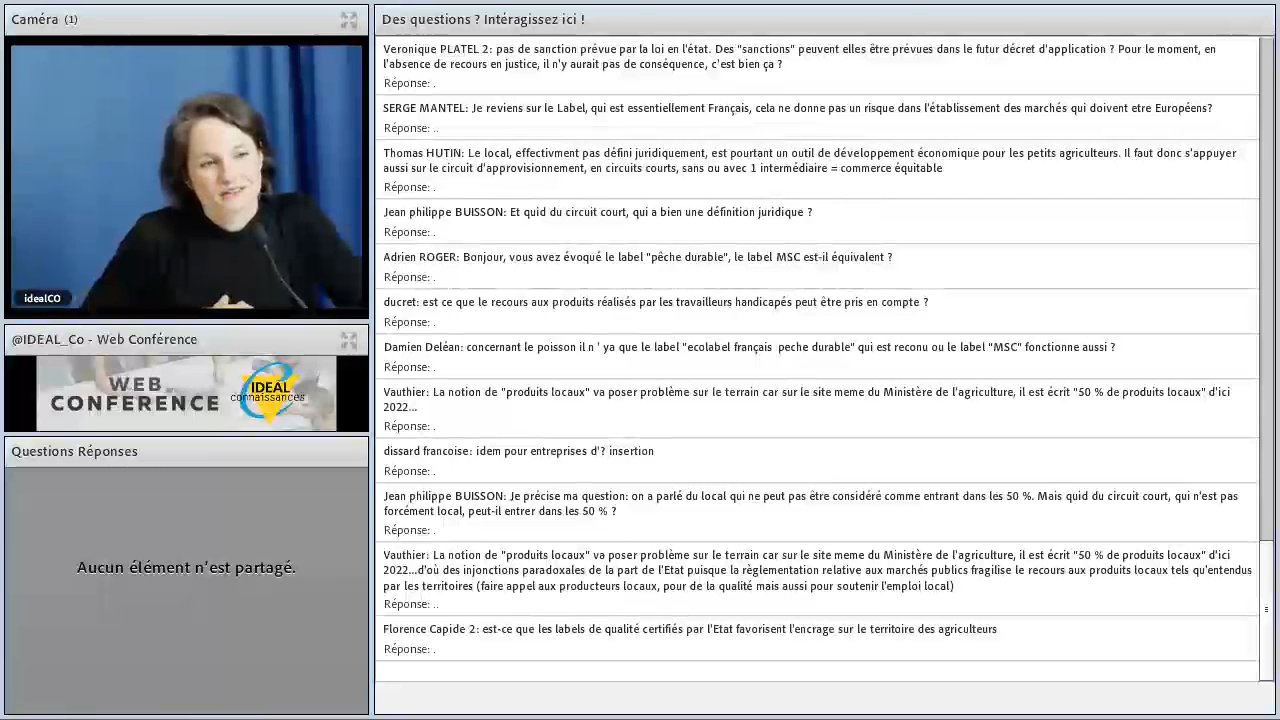 Caméra (1)
idealCO
@IDEAL_Co - Web Conférence
WEB
CONFERENCE
IDEAL
connaissances
Questions Réponses
Aucun élément n'est partagé.
Des questions ? Intéragissez ici !
Veronique PLATEL 2: pas de sanction prévue par la loi en l'état. Des "sanctions" peuvent elles être prévues dans le futur décret d'application ? Pour le moment, en
l'absence de recours en justice, il n'y aurait pas de conséquence, c'est bien ça ?
Réponse: .
SERGE MANTEL: Je reviens sur le Label, qui est essentiellement Français, cela ne donne pas un risque dans l'établissement des marchés qui doivent etre Européens?
Réponse: ..
Thomas HUTIN: Le local, effectivment pas défini juridiquement, est pourtant un outil de développement économique pour les petits agriculteurs. Il faut donc s'appuyer
aussi sur le circuit d'approvisionnement, en circuits courts, sans ou avec 1 intermédiaire = commerce équitable
Réponse: .
Jean philippe BUISSON: Et quid du circuit court, qui a bien une définition juridique ?
Réponse: .
Adrien ROGER: Bonjour, vous avez évoqué le label "pêche durable", le label MSC est-il équivalent ?
Réponse: .
ducret: est ce que le recours aux produits réalisés par les travailleurs handicapés peut être pris en compte ?
Réponse: .
Damien Deléan: concernant le poisson il n ' ya que le label "ecolabel français peche durable" qui est reconu ou le label "MSC" fonctionne aussi ?
Réponse: .
Vauthier: La notion de "produits locaux" va poser problème sur le terrain car sur le site meme du Ministère de l'agriculture, il est écrit "50 % de produits locaux" d'ici
2022...
Réponse: .
dissard francoise: idem pour entreprises d'? insertion
Réponse: .
Jean philippe BUISSON: Je précise ma question: on a parlé du local qui ne peut pas être considéré comme entrant dans les 50 %. Mais quid du circuit court, qui n'est pas
forcément local, peut-il entrer dans les 50 % ?
Réponse: .
Vauthier: La notion de "produits locaux" va poser problème sur le terrain car sur le site meme du Ministère de l'agriculture, il est écrit "50 % de produits locaux" d'ici
2022...d'où des injonctions paradoxales de la part de l'Etat puisque la règlementation relative aux marchés publics fragilise le recours aux produits locaux tels qu'entendus
par les territoires (faire appel aux producteurs locaux, pour de la qualité mais aussi pour soutenir l'emploi local)
Réponse: ..
Florence Capide 2: est-ce que les labels de qualité certifiés par l'Etat favorisent l'encrage sur le territoire des agriculteurs
Réponse: .